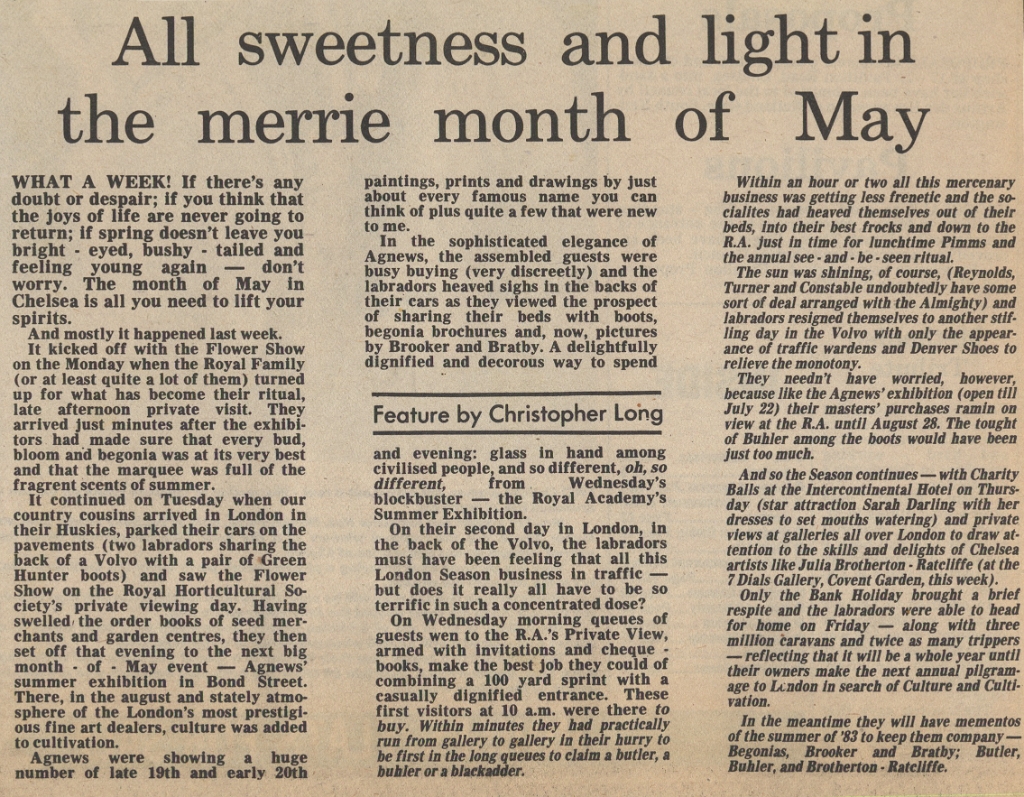 All sweetness and light in
the merrie month of May
WHAT A WEEK! If there's any
doubt or despair; if you think that
the joys of life are never going to
return; if spring doesn't leave you
bright - eyed, bushy - tailed and
feeling young again — don't
worry. The month of May in
Chelsea is all you need to lift your
spirits.
And mostly it happened last week.
It kicked off with the Flower Show
on the Monday when the Royal Family
(or at least quite a lot of them) turned
up for what has become their ritual,
late afternoon private visit. They
arrived just minutes after the exhibi-
tors had made sure that every bud,
bloom and begonia was at its very best
and that the marquee was full of the
fragrent scents of summer.
It continued on Tuesday when our
country cousins arrived in London in
their Huskies, parked their cars on the
pavements (two labradors sharing the
back of a Volvo with a pair of Green
Hunter boots) and saw the Flower
Show on the Royal Horticultural So-
ciety's private viewing day. Having
swelled the order books of seed mer-
chants and garden centres, they then
set off that evening to the next big
month - of - May event — Agnews'
summer exhibition in Bond Street.
There, in the august and stately atmo-
sphere of the London's most prestigi-
ous fine art dealers, culture was added
to cultivation.
Agnews were showing a huge
number of late 19th and early 20th
paintings, prints and drawings by just
about every famous name you can
think of plus quite a few that were new
to me.
In the sophisticated elegance of
Agnews, the assembled guests were
busy buying (very discreetly) and the
labradors heaved sighs in the backs of
their cars as they viewed the prospect
of sharing their beds with boots,
begonia brochures and, now, pictures
by Brooker and Bratby. A delightfully
dignified and decorous way to spend
Feature by Christopher Long
and evening: glass in hand among
civilised people, and so different, oh, so
different, from Wednesday's
blockbuster — the Royal Academy's
Summer Exhibition.
On their second day in London, in
the back of the Volvo, the labradors
must have been feeling that all this
London Season business in traffic —
but does it really all have to be so
terrific in such a concentrated dose?
On Wednesday morning queues of
guests wen to the R.A.'s Private View,
armed with invitations and cheque -
books, make the best job they could of
combining a 100 yard sprint with a
casually dignified entrance. These
first visitors at 10 a.m. were there to
buy. Within minutes they had practically
run from gallery to gallery in their hurry to
be first in the long queues to claim a butler, a
buhler or a blackadder.
Within an hour or two all this mercenary
business was getting less frenetic and the so-
cialites had heaved themselves out of their
beds, into their best frocks and down to the
R.A. just in time for lunchtime Pimms and
the annual see - and - be - seen ritual.
The sun was shining, of course, (Reynolds,
Turner and Constable undoubtedly have some
sort of deal arranged with the Almighty) and
labradors resigned themselves to another stif-
ling day in the Volvo with only the appear-
ance of traffic wardens and Denver Shoes to
relieve the monotony.
They needn't have worried, however,
because like the Agnews' exhibition (open till
July 22) their masters' purchases ramin on
view at the R.A. until August 28. The tought
of Buhler among the boots would have been
just too much.
And so the Season continues — with Charity
Balls at the Intercontinental Hotel on Thurs-
day (star attraction Sarah Darling with her
dresses to set mouths watering) and private
views at galleries all over London to draw at-
tention to the skills and delights of Chelsea
artists like Julia Brotherton - Ratcliffe (at the
7 Dials Gallery, Covent Garden, this week).
Only the Bank Holiday brought a brief
respite and the labradors were able to head
for home on Friday — along with three
million caravans and twice as many trippers
— reflecting that it will be a whole year until
their owners make the next annual pilgram-
age to London in search of Culture and Culti-
vation.
In the meantime they will have mementos
of the summer of '83 to keep them company —
Begonias, Brooker and Bratby; Butler,
Buhler, and Brotherton - Ratcliffe.